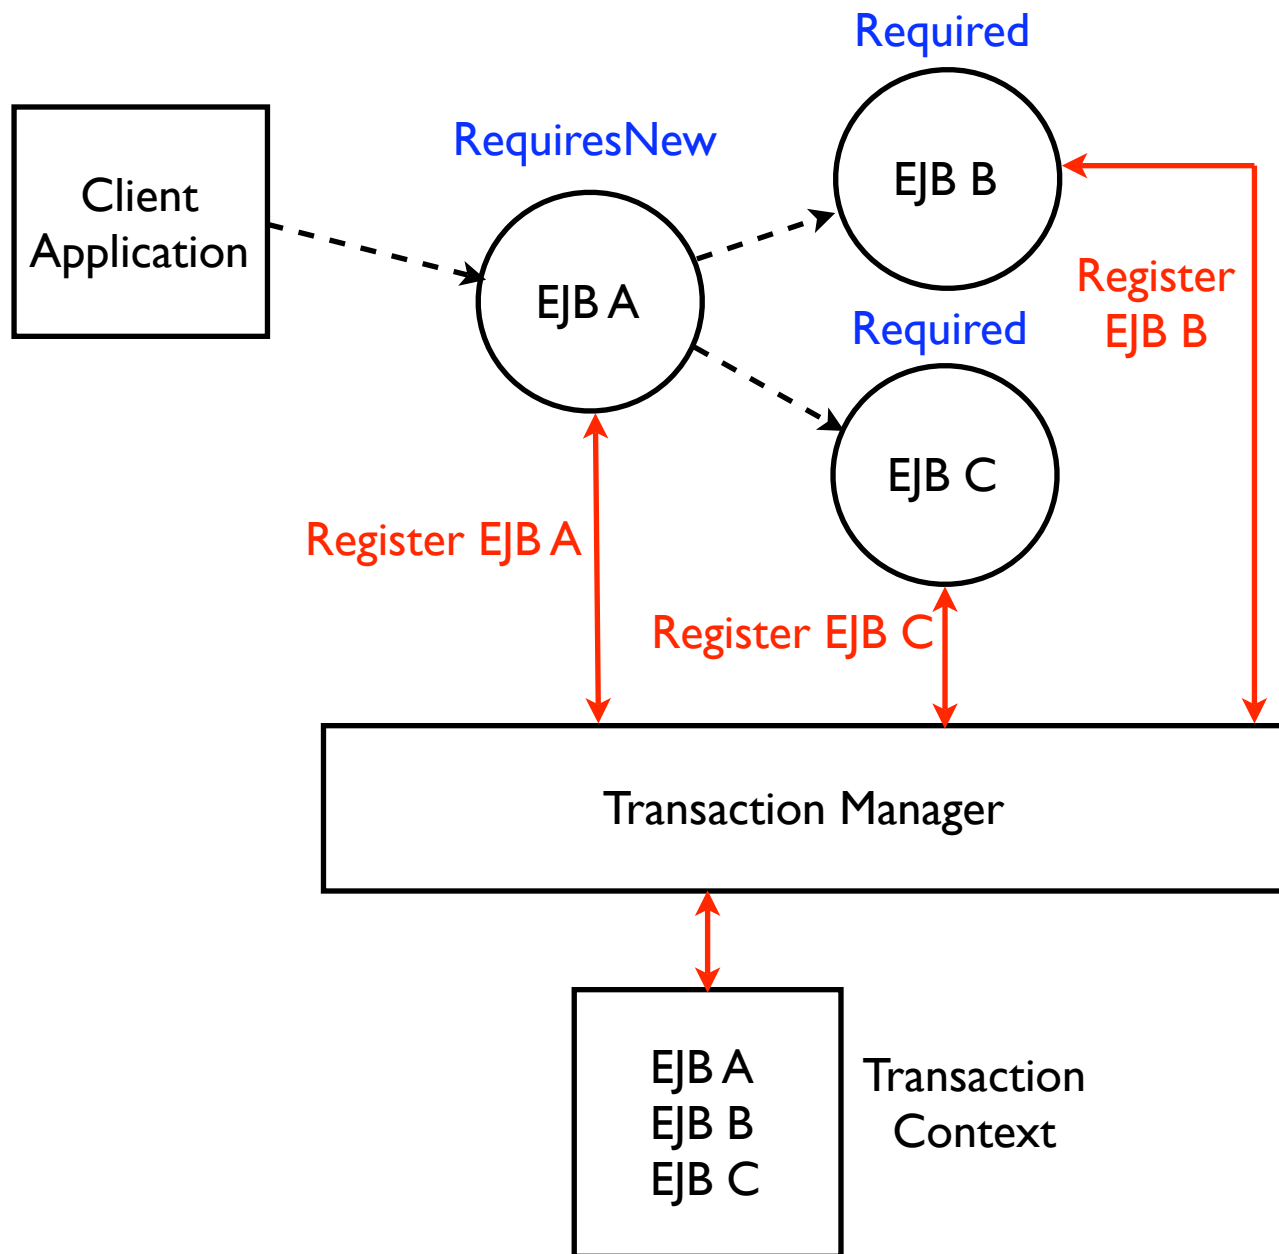 Required
RequiresNew
Client
Application
EJB A
EJB B
Register
EJB B
Required
EJB C
Register EJB A
Register EJB C
Transaction Manager
EJB A
EJB B
EJB C
Transaction
Context